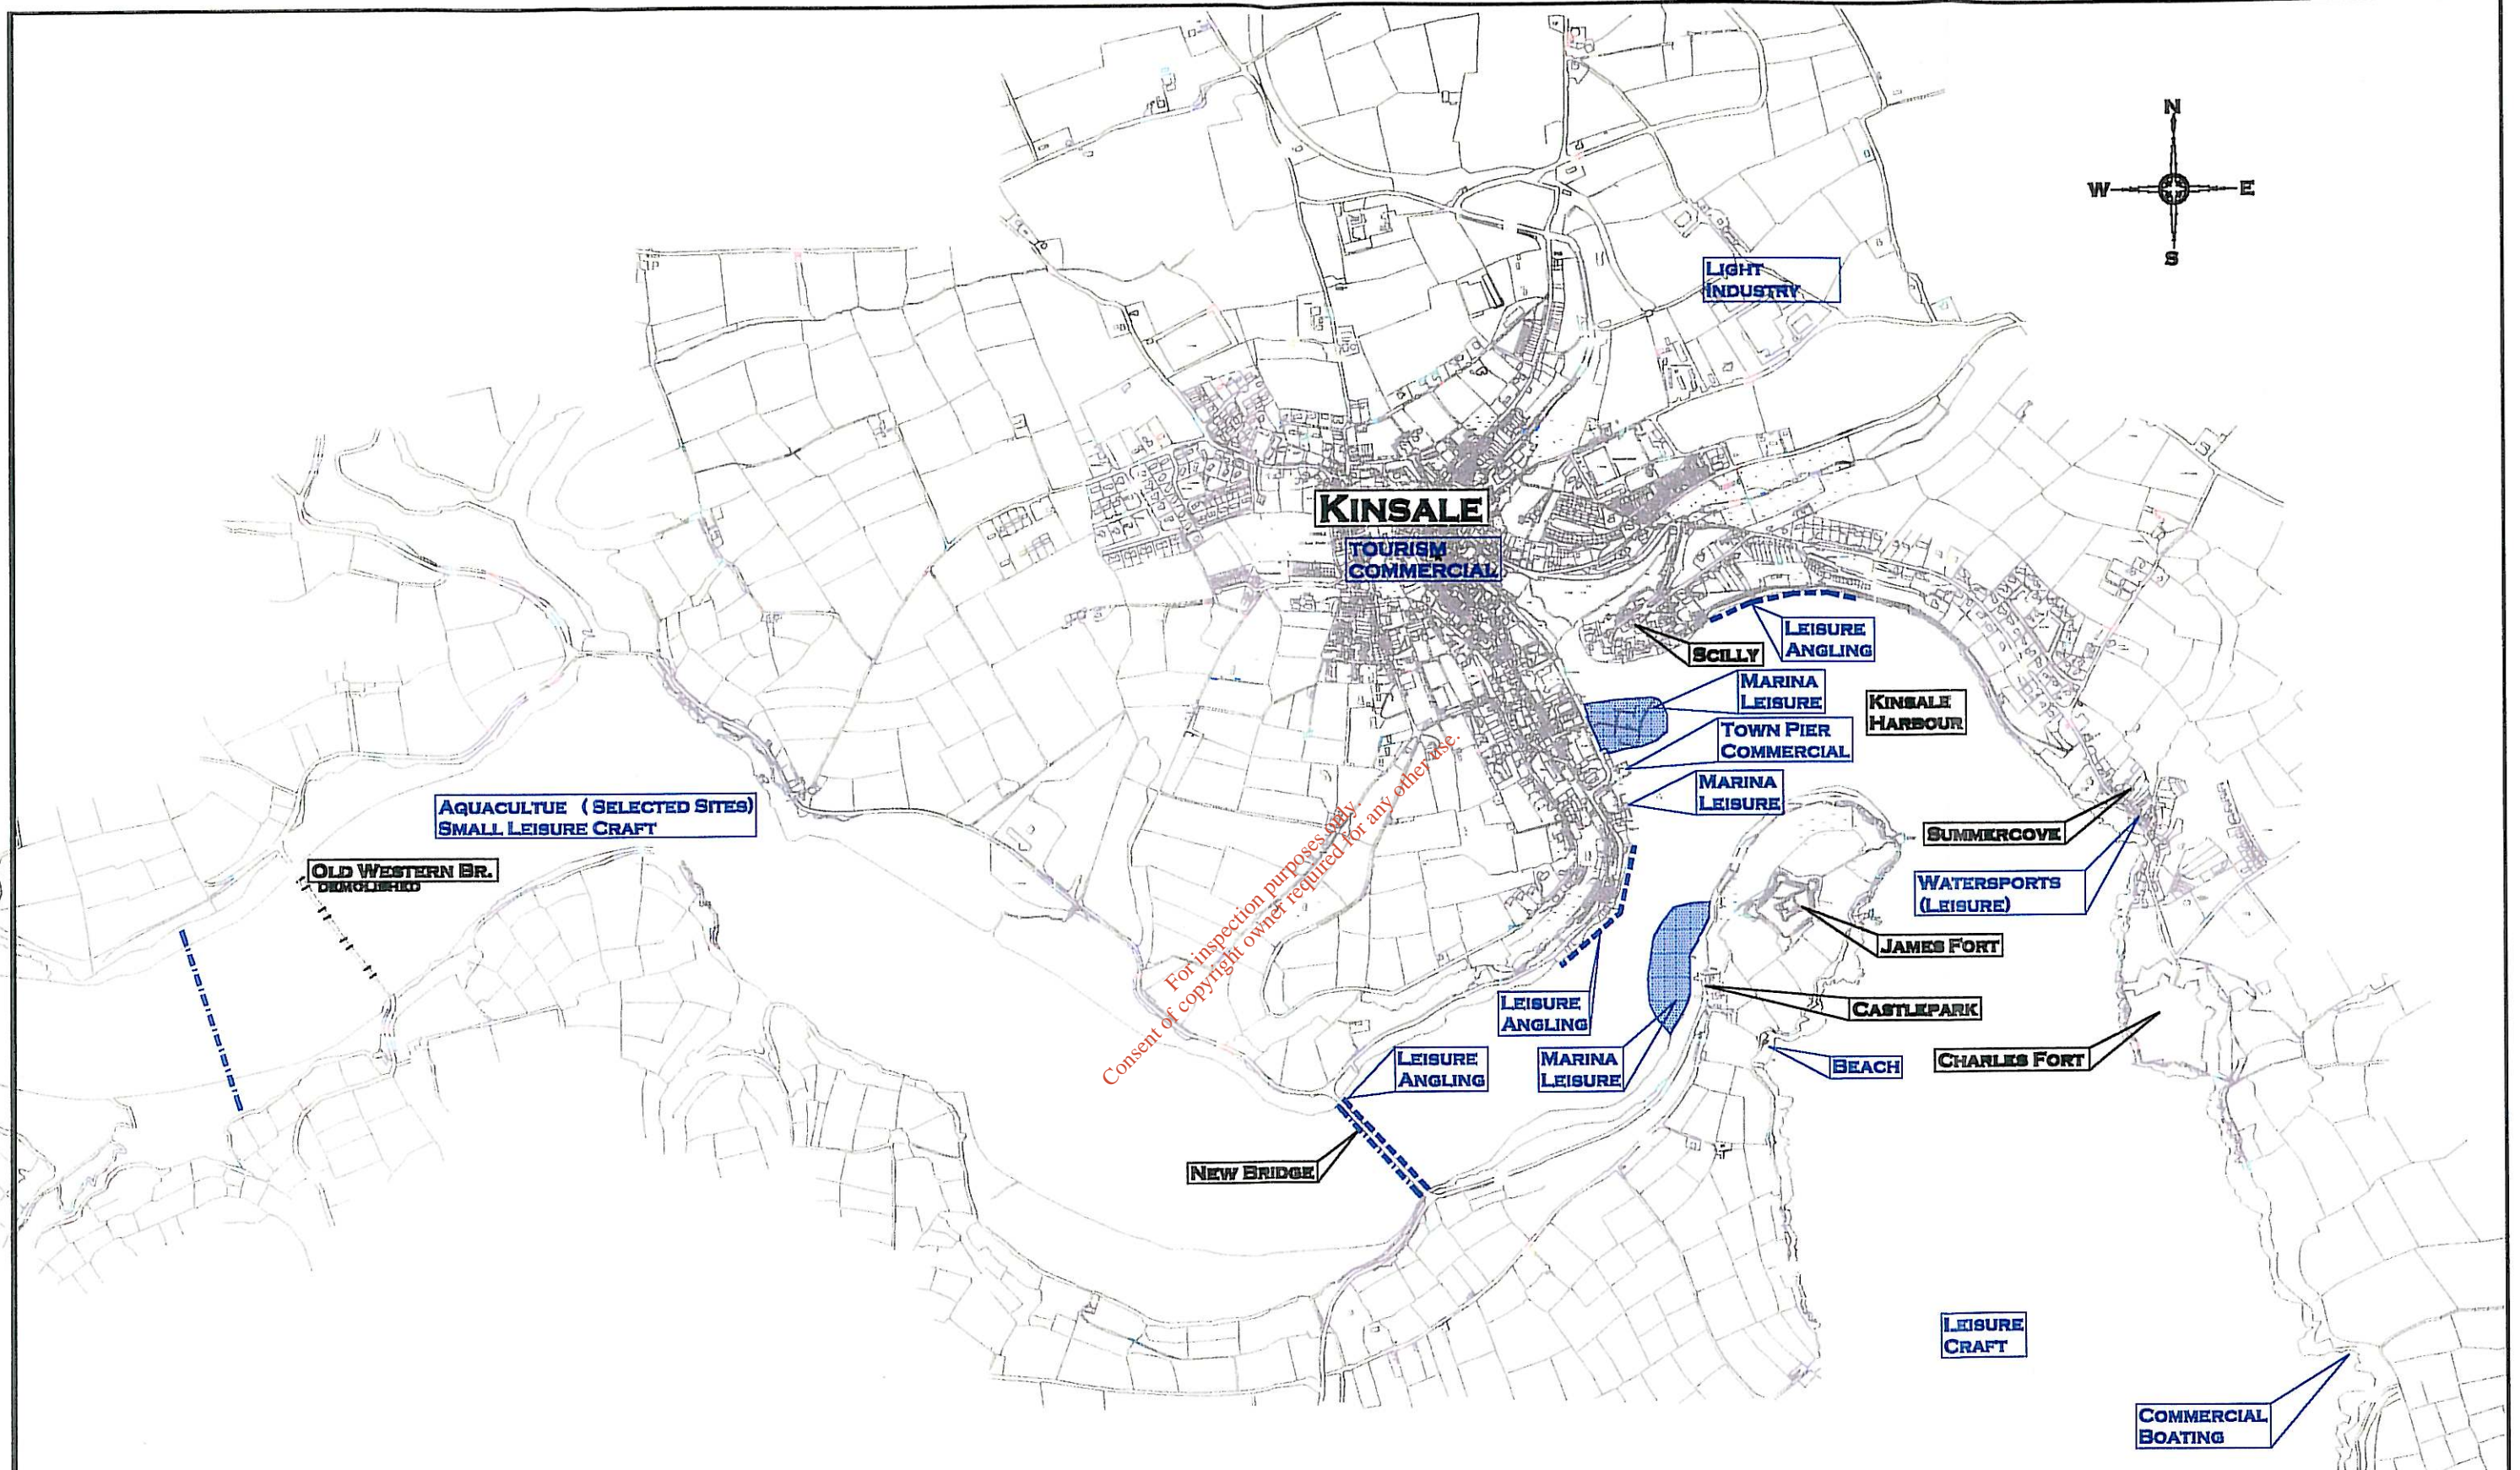 N
W E
S
LIGHT
INDUSTRY
KINSALE
TOURISM
COMMERCIAL
LEISURE
ANGLING
SCILLY
MARINA
LEISURE
KINSALE
HARBOUR
TOWN PIER
COMMERCIAL
MARINA
LEISURE
AQUACULTUE ( SELECTED SITES)
SMALL LEISURE CRAFT
SUMMERCOVE
OLD WESTERN BR.
DEMOLISHED
WATERSPORTS
(LEISURE)
JAMES FORT
For inspection purposes only.
Consent of copyright owner required for any other use.
LEISURE
ANGLING
CASTLEPARK
LEISURE
ANGLING
MARINA
LEISURE
BEACH
CHARLES FORT
NEW BRIDGE
LEISURE
CRAFT
COMMERCIAL
BOATING